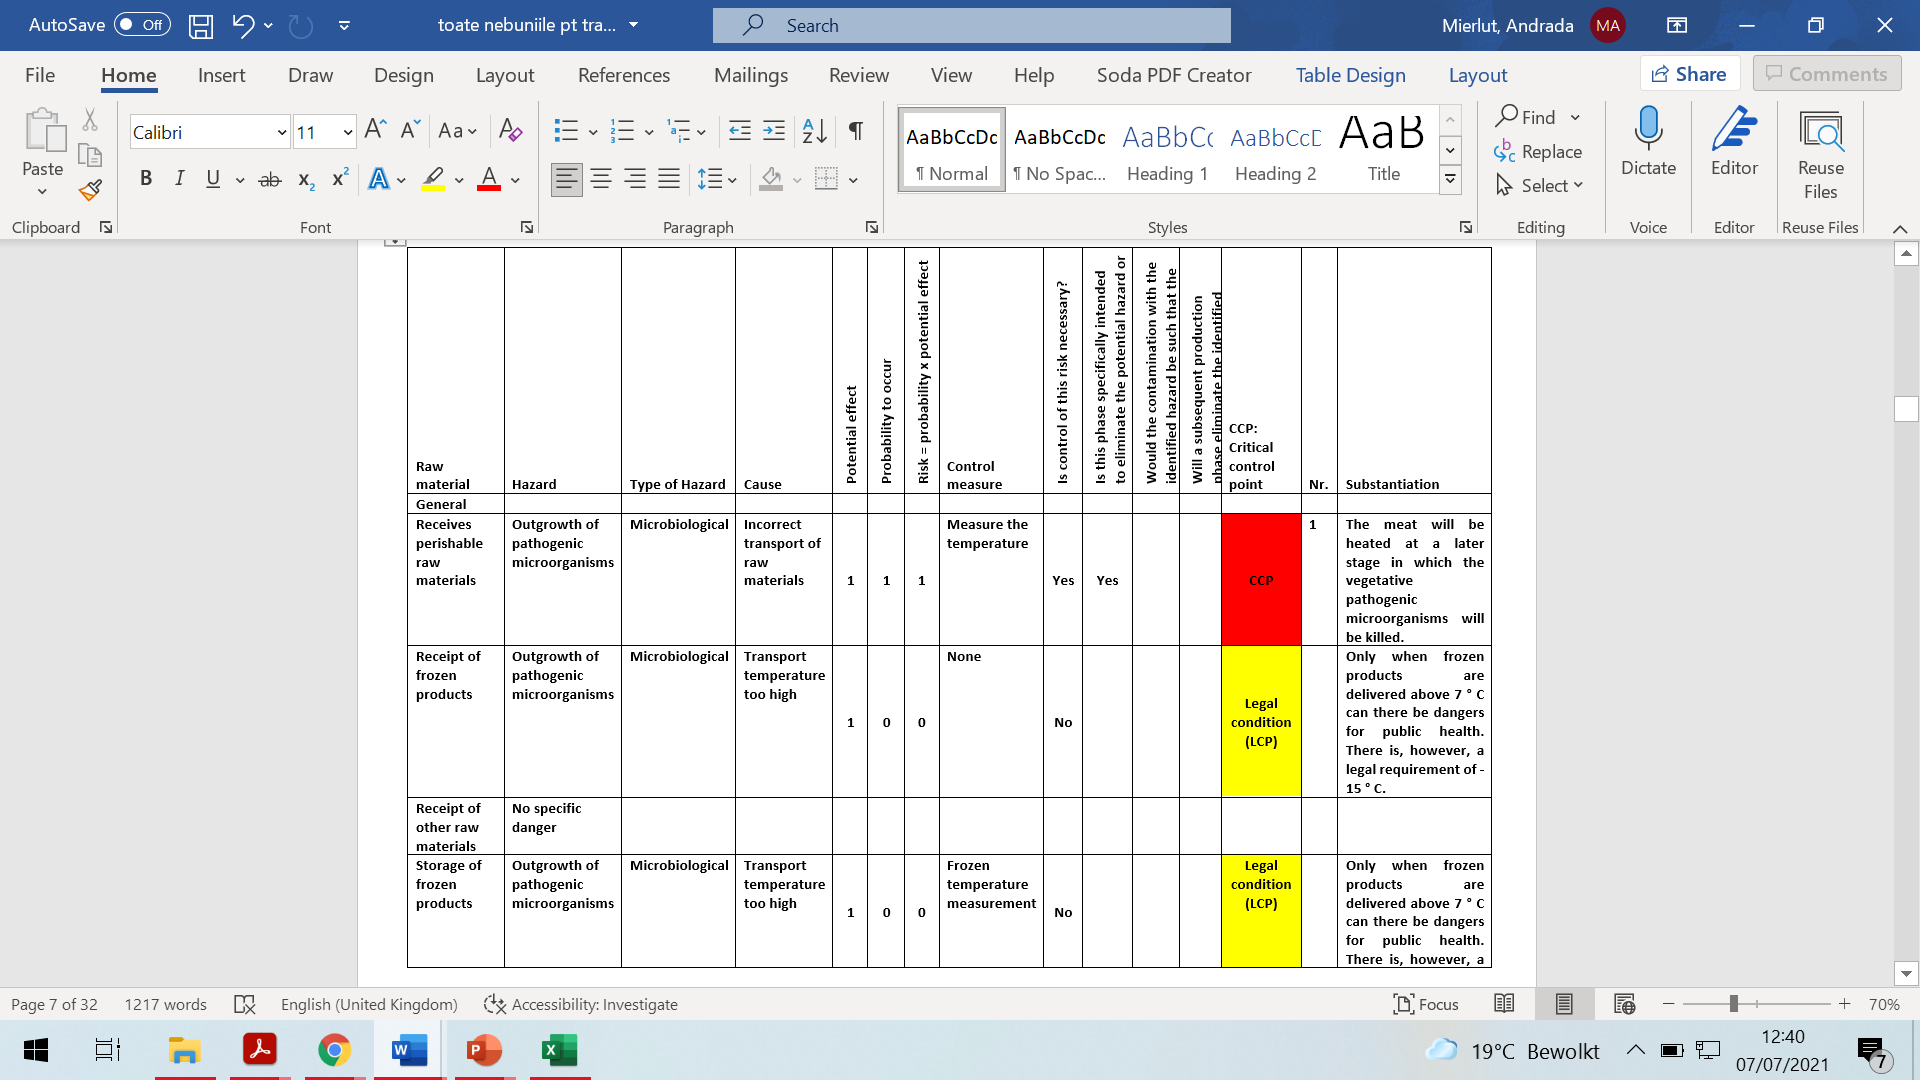 AutoSave Off
toate nebuniile pt tra...
Search
Mierlut, Andrada
MA
File Home Insert Draw Design Layout References Mailings Review View Help Soda PDF Creator Table Design Layout
Share
Comments
Paste
Clipboard
Calibri
11
Aa
B I U ab x2 x2 A A
Font
Paragraph
AaBbCcDc
¶ Normal
AaBbCcDc
¶ No Spac...
AaBbCc
Heading 1
AaBbCcD
Heading 2
AaB
Title
Styles
Find
Replace
Select
Editing
Dictate
Voice
Editor
Editor
Reuse
Files
Reuse Files
Raw
material
Hazard
Type of Hazard
Cause
Potential effect
Probability to occur
Risk = probability x potential effect
Control
measure
Is control of this risk necessary?
Is this phase specifically intended
to eliminate the potential hazard or
Would the contamination with the
identified hazard be such that the
Will a subsequent production
phase eliminate the identified
CCP:
Critical
control
point
Nr.
Substantiation
General
Receives
perishable
raw
materials
Outgrowth of
pathogenic
microorganisms
Microbiological
Incorrect
transport of
raw
materials
1
1
1
Measure the
temperature
Yes
Yes
CCP
1
The meat will be
heated at a later
stage in which the
vegetative
pathogenic
microorganisms will
be killed.
Receipt of
frozen
products
Outgrowth of
pathogenic
microorganisms
Microbiological
Transport
temperature
too high
1
0
0
None
No
Legal
condition
(LCP)
Only when frozen
products are
delivered above 7 ° C
can there be dangers
for public health.
There is, however, a
legal requirement of -
15 ° C.
Receipt of
other raw
materials
No specific
danger
Storage of
frozen
products
Outgrowth of
pathogenic
microorganisms
Microbiological
Transport
temperature
too high
1
0
0
Frozen
temperature
measurement
No
Legal
condition
(LCP)
Only when frozen
products are
delivered above 7 ° C
can there be dangers
for public health.
There is, however, a
Page 7 of 32
1217 words
English (United Kingdom)
Accessibility: Investigate
Focus
70%
19°C Bewolkt
12:40
07/07/2021
7